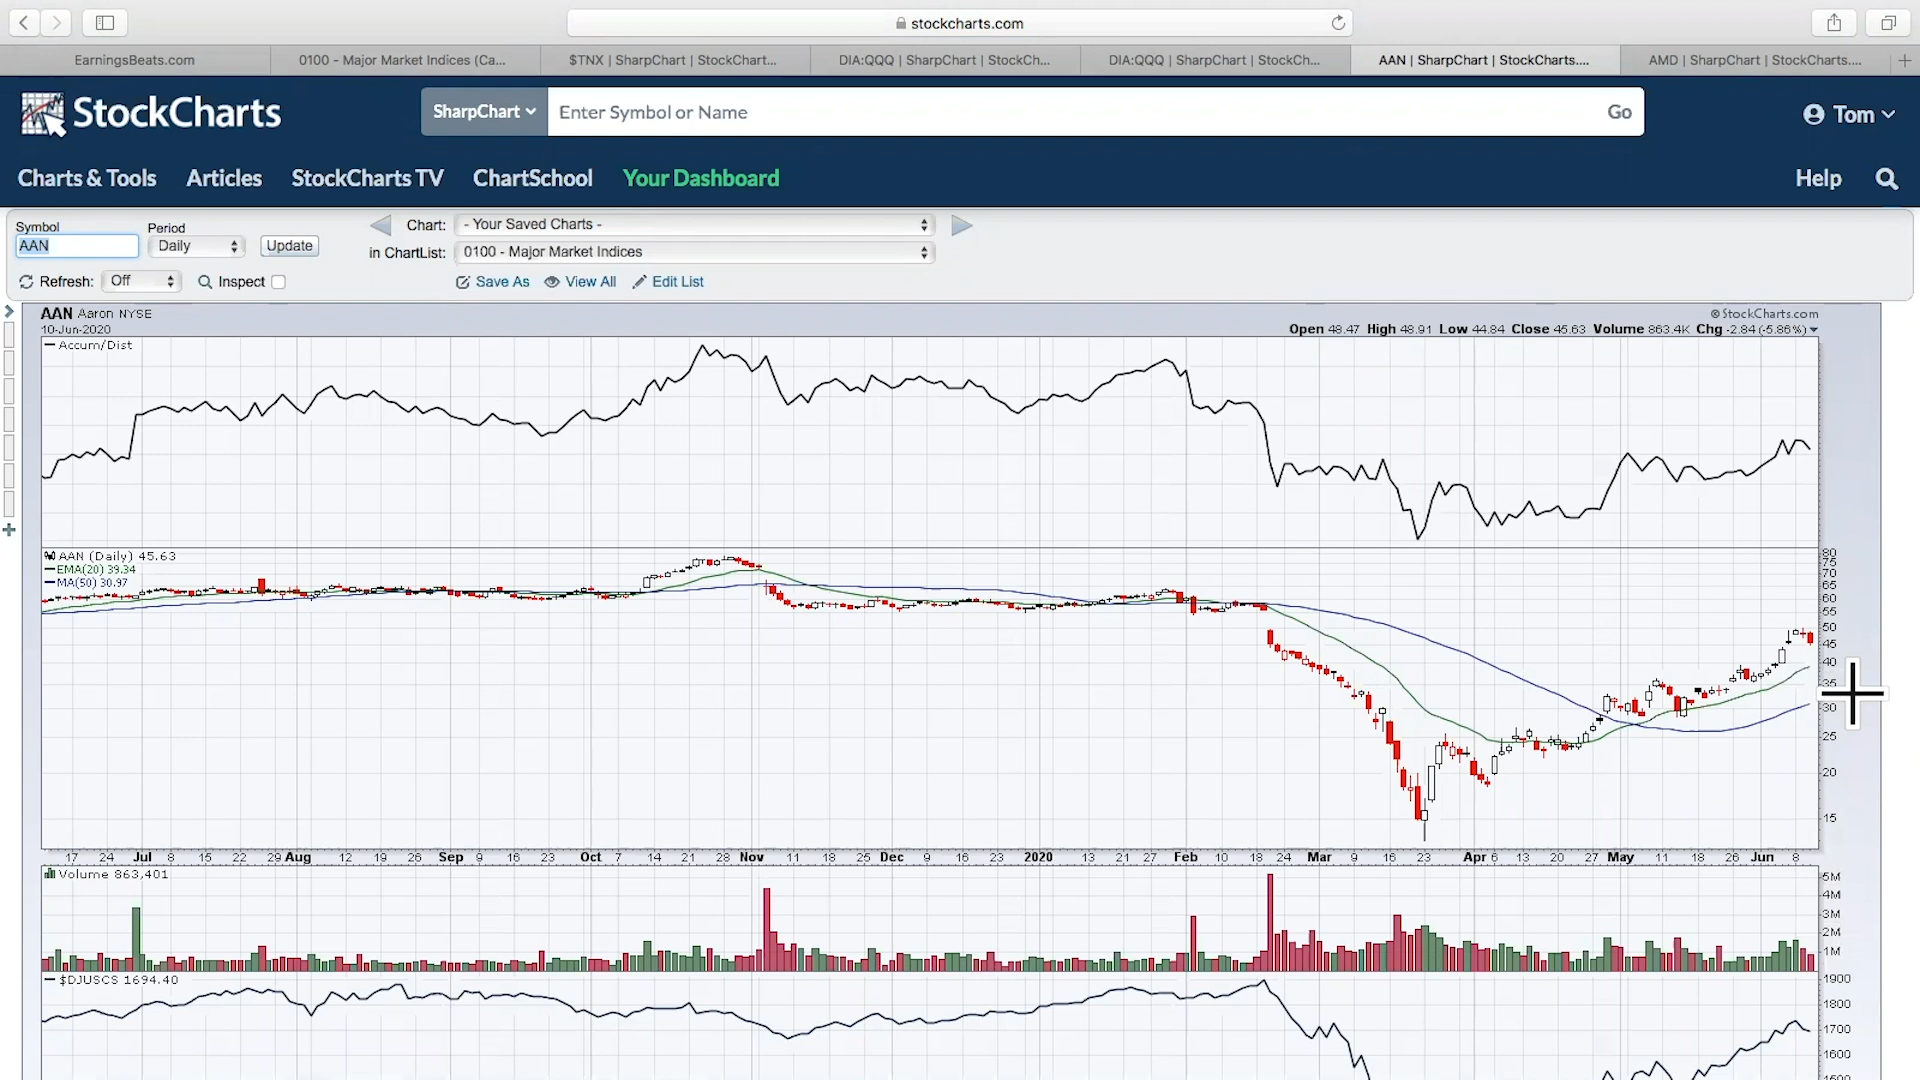 stockcharts.com
EarningsBeats.com
0100 - Major Market Indices (Ca...
$TNX | SharpChart | StockChart...
DIA:QQQ | SharpChart | StockCh...
DIA:QQQ | SharpChart | StockCh...
AAN | SharpChart | StockCharts....
AMD | SharpChart | StockCharts....
StockCharts
SharpChart
Enter Symbol or Name
Go
Tom
Charts & Tools Articles StockCharts TV ChartSchool Your Dashboard Help
Symbol Period
AAN Daily Update
Chart: - Your Saved Charts -
in ChartList: 0100 - Major Market Indices
Refresh: Off Inspect
Save As View All Edit List
AAN Aaron NYSE
© StockCharts.com
10-Jun-2020
Open 48.47 High 48.91 Low 44.84 Close 45.63 Volume 863.4K Chg -2.84 (-5.86%)
Accum/Dist
AAN (Daily) 45.63
EMA(20) 39.34
MA(50) 30.97
80
75
70
65
60
55
50
45
40
35
30
25
20
15
17 24 Jul 8 15 22 29 Aug 12 19 26 Sep 9 16 23 Oct 7 14 21 28 Nov 11 18 25 Dec 9 16 23 2020 13 21 27 Feb 10 18 24 Mar 9 16 23 Apr 6 13 20 27 May 11 18 26 Jun 8
Volume 863,401
5M
4M
3M
2M
1M
$DJUSCS 1694.40
1900
1800
1700
1600
1500